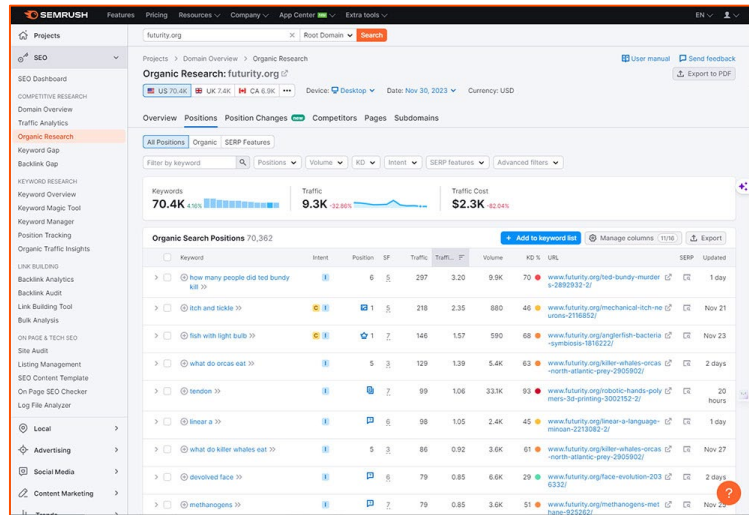 SEMRUSH
Features Pricing Resources Company App Center NEW Extra tools EN
Projects
SEO
SEO Dashboard
COMPETITIVE RESEARCH
Domain Overview
Traffic Analytics
Organic Research
Keyword Gap
Backlink Gap
KEYWORD RESEARCH
Keyword Overview
Keyword Magic Tool
Keyword Manager
Position Tracking
Organic Traffic Insights
LINK BUILDING
Backlink Analytics
Backlink Audit
Link Building Tool
Bulk Analysis
ON PAGE & TECH SEO
Site Audit
Listing Management
SEO Content Template
On Page SEO Checker
Log File Analyzer
Local
Advertising
Social Media
Content Marketing
Trends
futurity.org × Root Domain Search
Projects > Domain Overview > Organic Research
User manual Send feedback
Organic Research: futurity.org
Export to PDF
US 70.4K UK 7.4K CA 6.9K ••• Device: Desktop Date: Nov 30, 2023 Currency: USD
Overview Positions Position Changes new Competitors Pages Subdomains
All Positions Organic SERP Features
Filter by keyword Positions Volume KD Intent SERP features Advanced filters
Keywords Traffic Traffic Cost
70.4K 4.16% 9.3K -32.86% $2.3K -82.04%
Organic Search Positions 70,362
+ Add to keyword list Manage columns 11/16 Export
Keyword Intent Position SF Traffic Traffi... Volume KD % URL SERP Updated
how many people did ted bundy I 6 5 297 3.20 9.9K 70 www.futurity.org/ted-bundy-murder 1 day
kill s-2892932-2/
itch and tickle C I 1 5 218 2.35 880 46 www.futurity.org/mechanical-itch-ne Nov 21
urons-2116852/
fish with light bulb C I 1 7 146 1.57 590 68 www.futurity.org/anglerfish-bacteria Nov 23
-symbiosis-1816222/
what do orcas eat I 5 3 129 1.39 5.4K 63 www.futurity.org/killer-whales-orcas 2 days
-north-atlantic-prey-2905902/
tendon I 7 99 1.06 33.1K 93 www.futurity.org/robotic-hands-poly 20
mers-3d-printing-3002152-2/ hours
linear a I 6 98 1.05 2.4K 45 www.futurity.org/linear-a-language- 1 day
minoan-2213082-2/
what do killer whales eat I 5 3 86 0.92 3.6K 61 www.futurity.org/killer-whales-orcas Nov 27
-north-atlantic-prey-2905902/
devolved face I 6 79 0.85 6.6K 29 www.futurity.org/face-evolution-203 2 days
6332/
methanogens I 7 79 0.85 3.6K 51 www.futurity.org/methanogens-met Nov
hane-925262/
?